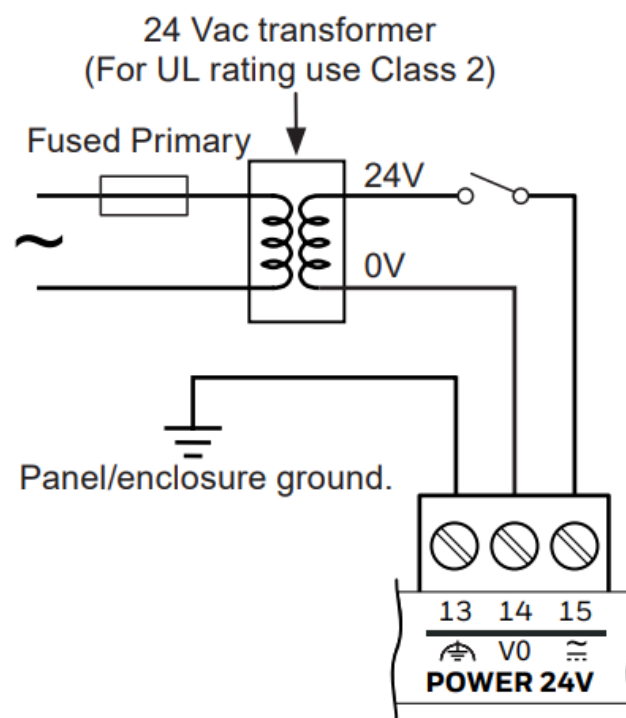 24 Vac transformer
(For UL rating use Class 2)
Fused Primary
24V
~
0V
Panel/enclosure ground.
13 14 15
V0
POWER 24V